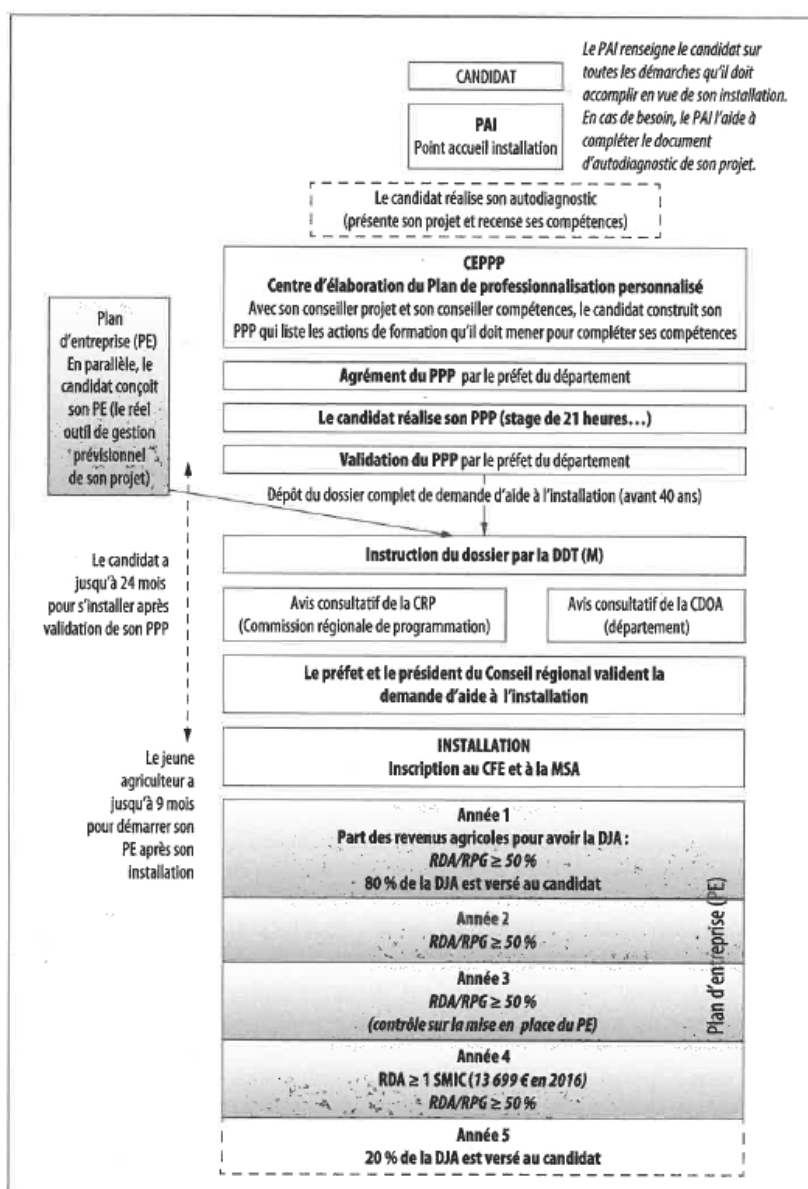 CANDIDAT
PAI
Point accueil installation
Le PAI renseigne le candidat sur
toutes les démarches qu'il doit
accomplir en vue de son installation.
En cas de besoin, le PAI l'aide à
compléter le document
d'autodiagnostic de son projet.
Le candidat réalise son autodiagnostic
(présente son projet et recense ses compétences)
CEPPP
Centre d'élaboration du Plan de professionnalisation personnalisé
Avec son conseiller projet et son conseiller compétences, le candidat construit son
PPP qui liste les actions de formation qu'il doit mener pour compléter ses compétences
Plan
d'entreprise (PE)
En parallèle, le
candidat conçoit
son PE (le réel
outil de gestion
prévisionnel
de son projet)
Agrément du PPP par le préfet du département
Le candidat réalise son PPP (stage de 21 heures...)
Validation du PPP par le préfet du département
Dépôt du dossier complet de demande d'aide à l'installation (avant 40 ans)
Instruction du dossier par la DDT (M)
Le candidat a
jusqu'à 24 mois
pour s'installer après
validation de son PPP
Avis consultatif de la CRP
(Commission régionale de programmation)
Avis consultatif de la CDOA
(département)
Le préfet et le président du Conseil régional valident la
demande d'aide à l'installation
INSTALLATION
Inscription au CFE et à la MSA
Le jeune
agriculteur a
jusqu'à 9 mois
pour démarrer son
PE après son
installation
Année 1
Part des revenus agricoles pour avoir la DJA :
RDA/RPG ≥ 50 %
80 % de la DJA est versé au candidat
Année 2
RDA/RPG ≥ 50 %
Année 3
RDA/RPG ≥ 50 %
(contrôle sur la mise en place du PE)
Année 4
RDA ≥ 1 SMIC (13 699 € en 2016)
RDA/RPG ≥ 50 %
Plan d'entreprise (PE)
Année 5
20 % de la DJA est versé au candidat